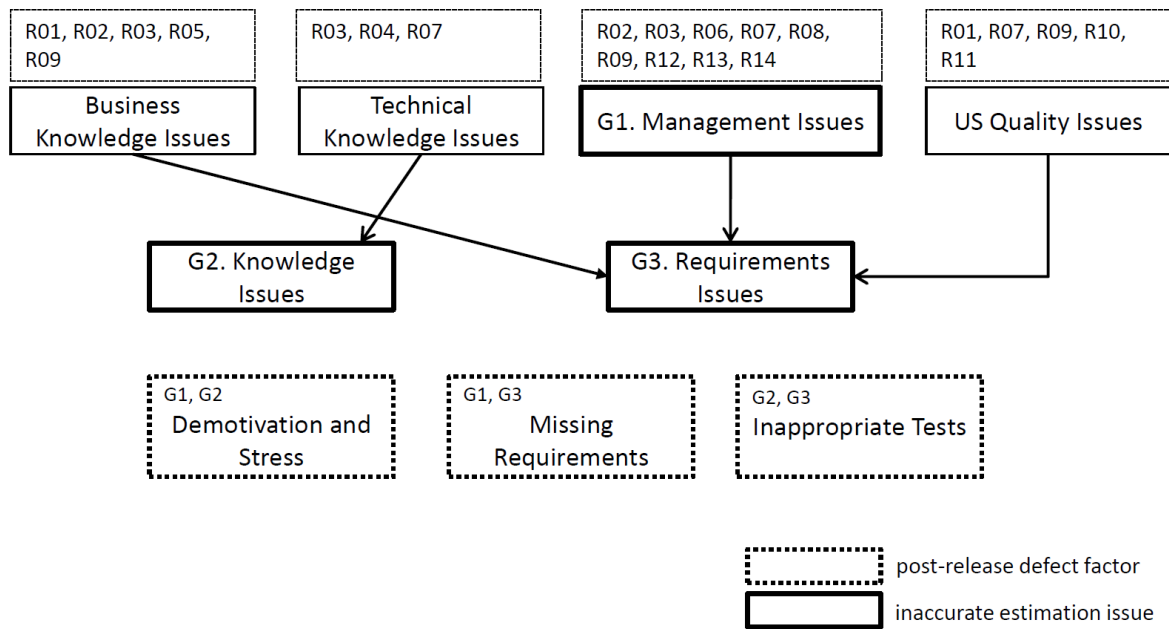 R01, R02, R03, R05,
R09
R03, R04, R07
R02, R03, R06, R07, R08,
R09, R12, R13, R14
R01, R07, R09, R10,
R11
Business
Knowledge Issues
Technical
Knowledge Issues
G1. Management Issues
US Quality Issues
G2. Knowledge
Issues
G3. Requirements
Issues
G1, G2
Demotivation and
Stress
G1, G3
Missing
Requirements
G2, G3
Inappropriate Tests
post-release defect factor
inaccurate estimation issue